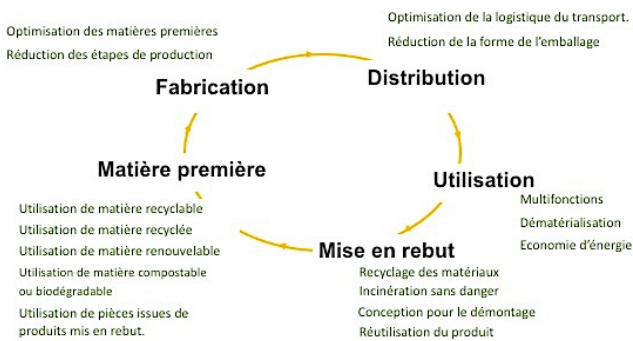 Optimisation des matières premières
Réduction des étapes de production
Fabrication
Optimisation de la logistique du transport.
Réduction de la forme de l'emballage
Distribution
Utilisation
Multifonctions
Dématérialisation
Economie d'énergie
Mise en rebut
Recyclage des matériaux
Incinération sans danger
Conception pour le démontage
Réutilisation du produit
Matière première
Utilisation de matière recyclable
Utilisation de matière recyclée
Utilisation de matière renouvelable
Utilisation de matière compostable
ou biodégradable
Utilisation de pièces issues de
produits mis en rebut.